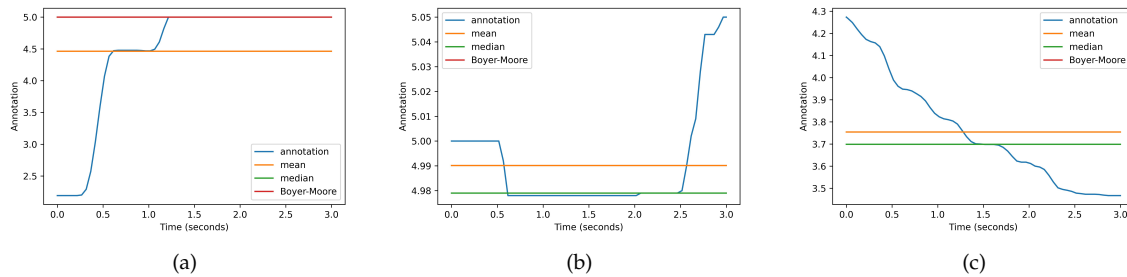 5.0
4.5
4.0
3.5
3.0
2.5
Annotation
annotation
mean
median
Boyer-Moore
0.0 0.5 1.0 1.5 2.0 2.5 3.0
Time (seconds)
(a)
5.05
5.04
5.03
5.02
5.01
5.00
4.99
4.98
Annotation
annotation
mean
median
Boyer-Moore
0.0 0.5 1.0 1.5 2.0 2.5 3.0
Time (seconds)
(b)
4.3
4.2
4.1
4.0
3.9
3.8
3.7
3.6
3.5
Annotation
annotation
mean
median
Boyer-Moore
0.0 0.5 1.0 1.5 2.0 2.5 3.0
Time (seconds)
(c)